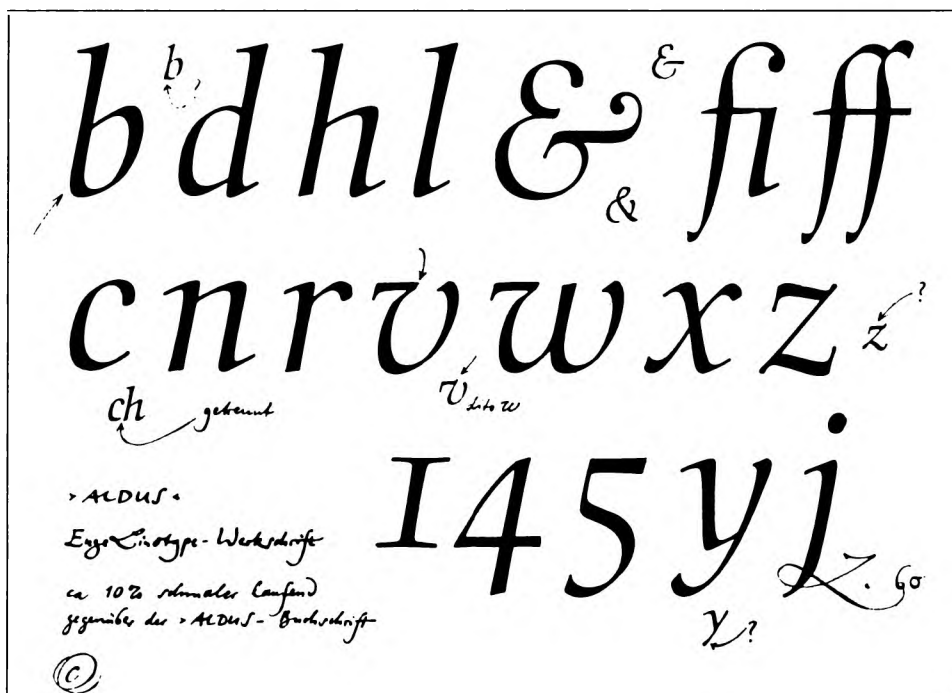 b
b d h l & fi ff
&
&
?
c n r v w x z
z
ch getrennt
v dito w
1 4 5 y j
› ALDUS ‹
Enge Linotype-Werkschrift
ca 10% schmaler laufend
gegenüber der › ALDUS - Buchschrift
Z. 60
y ?
©